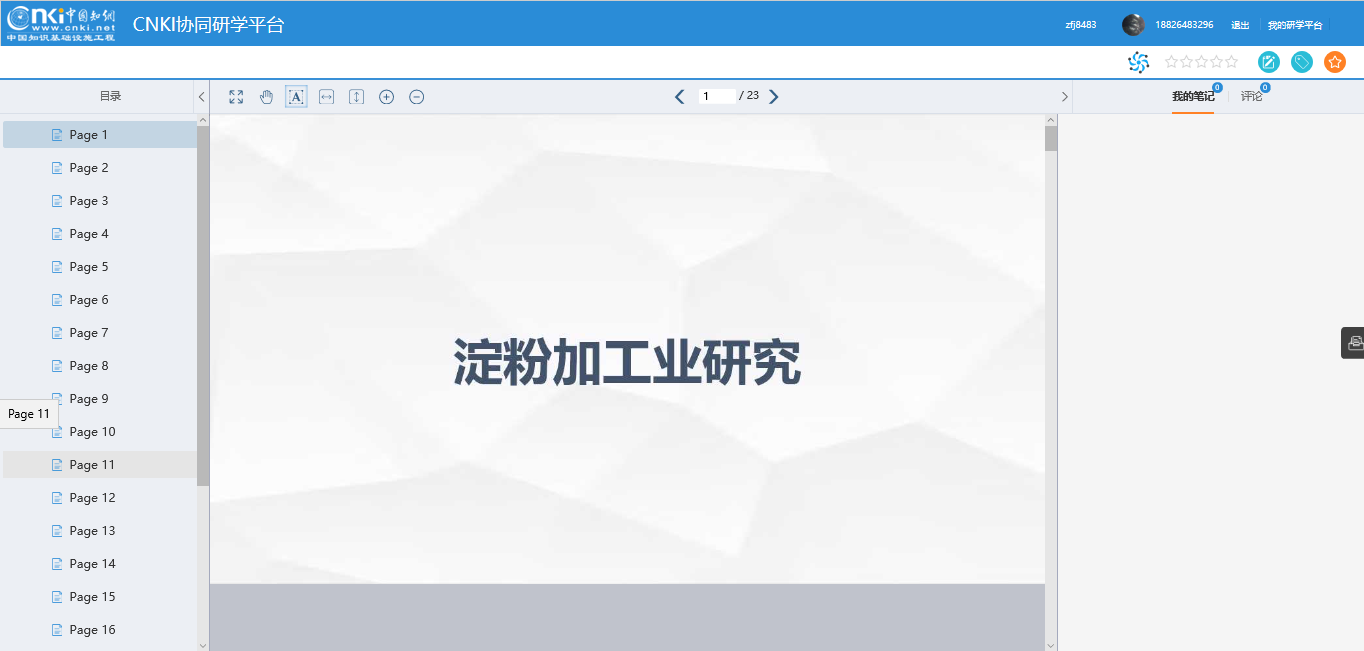 CNKI中国知网
www.cnki.net
中国知识基础设施工程
CNKI协同研学平台
zfj8483
18826483296
退出
我的研学平台
目录
A
1 / 23
我的笔记 0
评论 0
Page 1
Page 2
Page 3
Page 4
Page 5
Page 6
Page 7
Page 8
Page 9
Page 11
Page 10
Page 11
Page 12
Page 13
Page 14
Page 15
Page 16
淀粉加工业研究